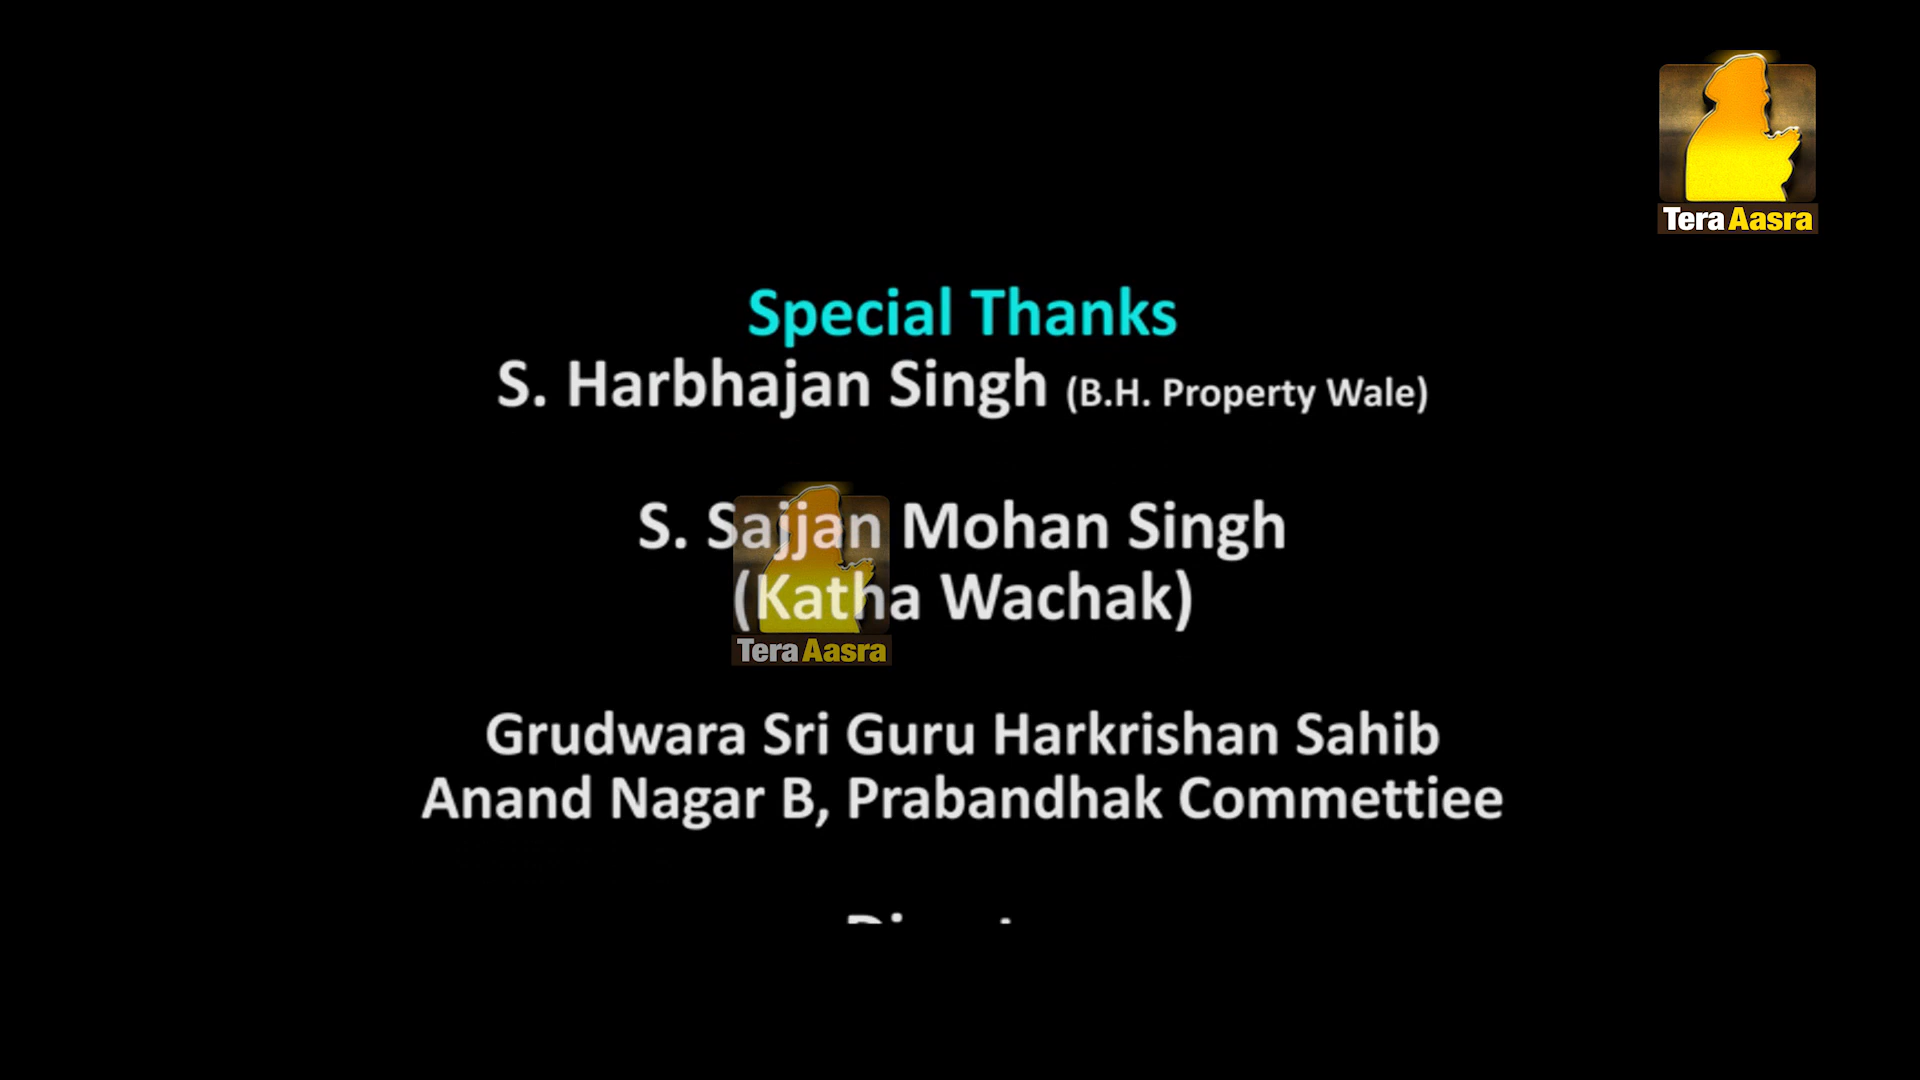 Tera Aasra
Special Thanks
S. Harbhajan Singh (B.H. Property Wale)
S. Sajjan Mohan Singh
(Katha Wachak)
Tera Aasra
Grudwara Sri Guru Harkrishan Sahib
Anand Nagar B, Prabandhak Commettiee